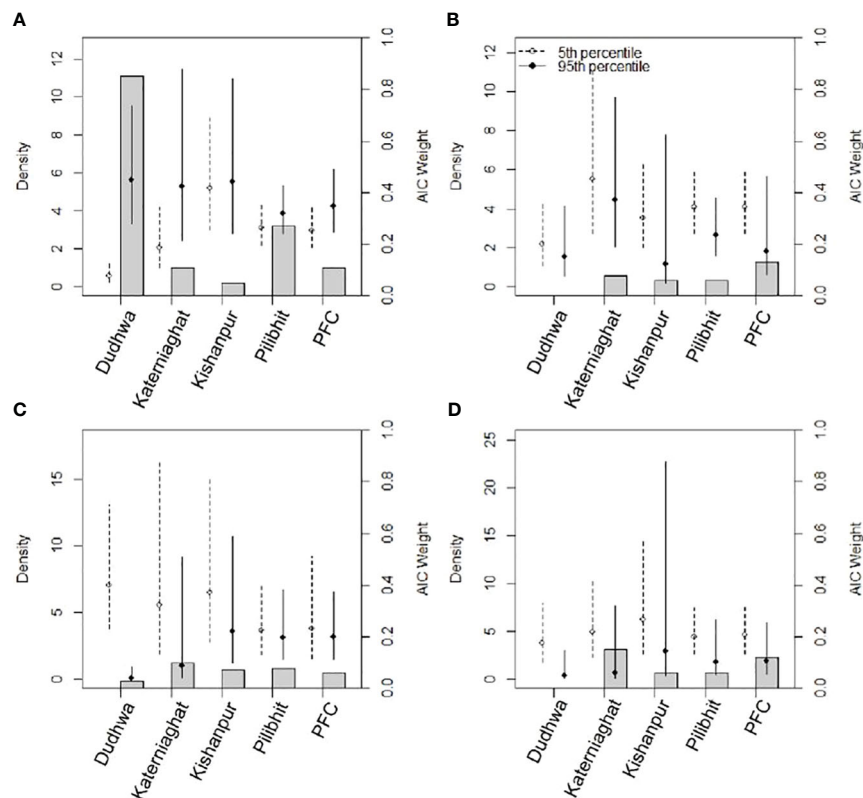 A
12
10
8
6
4
2
0
Density
1.0
0.8
0.6
0.4
0.2
0.0
AIC Weight
Dudhwa
Katerniaghat
Kishanpur
Pilibhit
PFC
B
12
10
8
6
4
2
0
Density
5th percentile
95th percentile
1.0
0.8
0.6
0.4
0.2
0.0
AIC Weight
Dudhwa
Katerniaghat
Kishanpur
Pilibhit
PFC
C
15
10
5
0
Density
1.0
0.8
0.6
0.4
0.2
0.0
AIC Weight
Dudhwa
Katerniaghat
Kishanpur
Pilibhit
PFC
D
25
20
15
10
5
0
Density
1.0
0.8
0.6
0.4
0.2
0.0
AIC Weight
Dudhwa
Katerniaghat
Kishanpur
Pilibhit
PFC